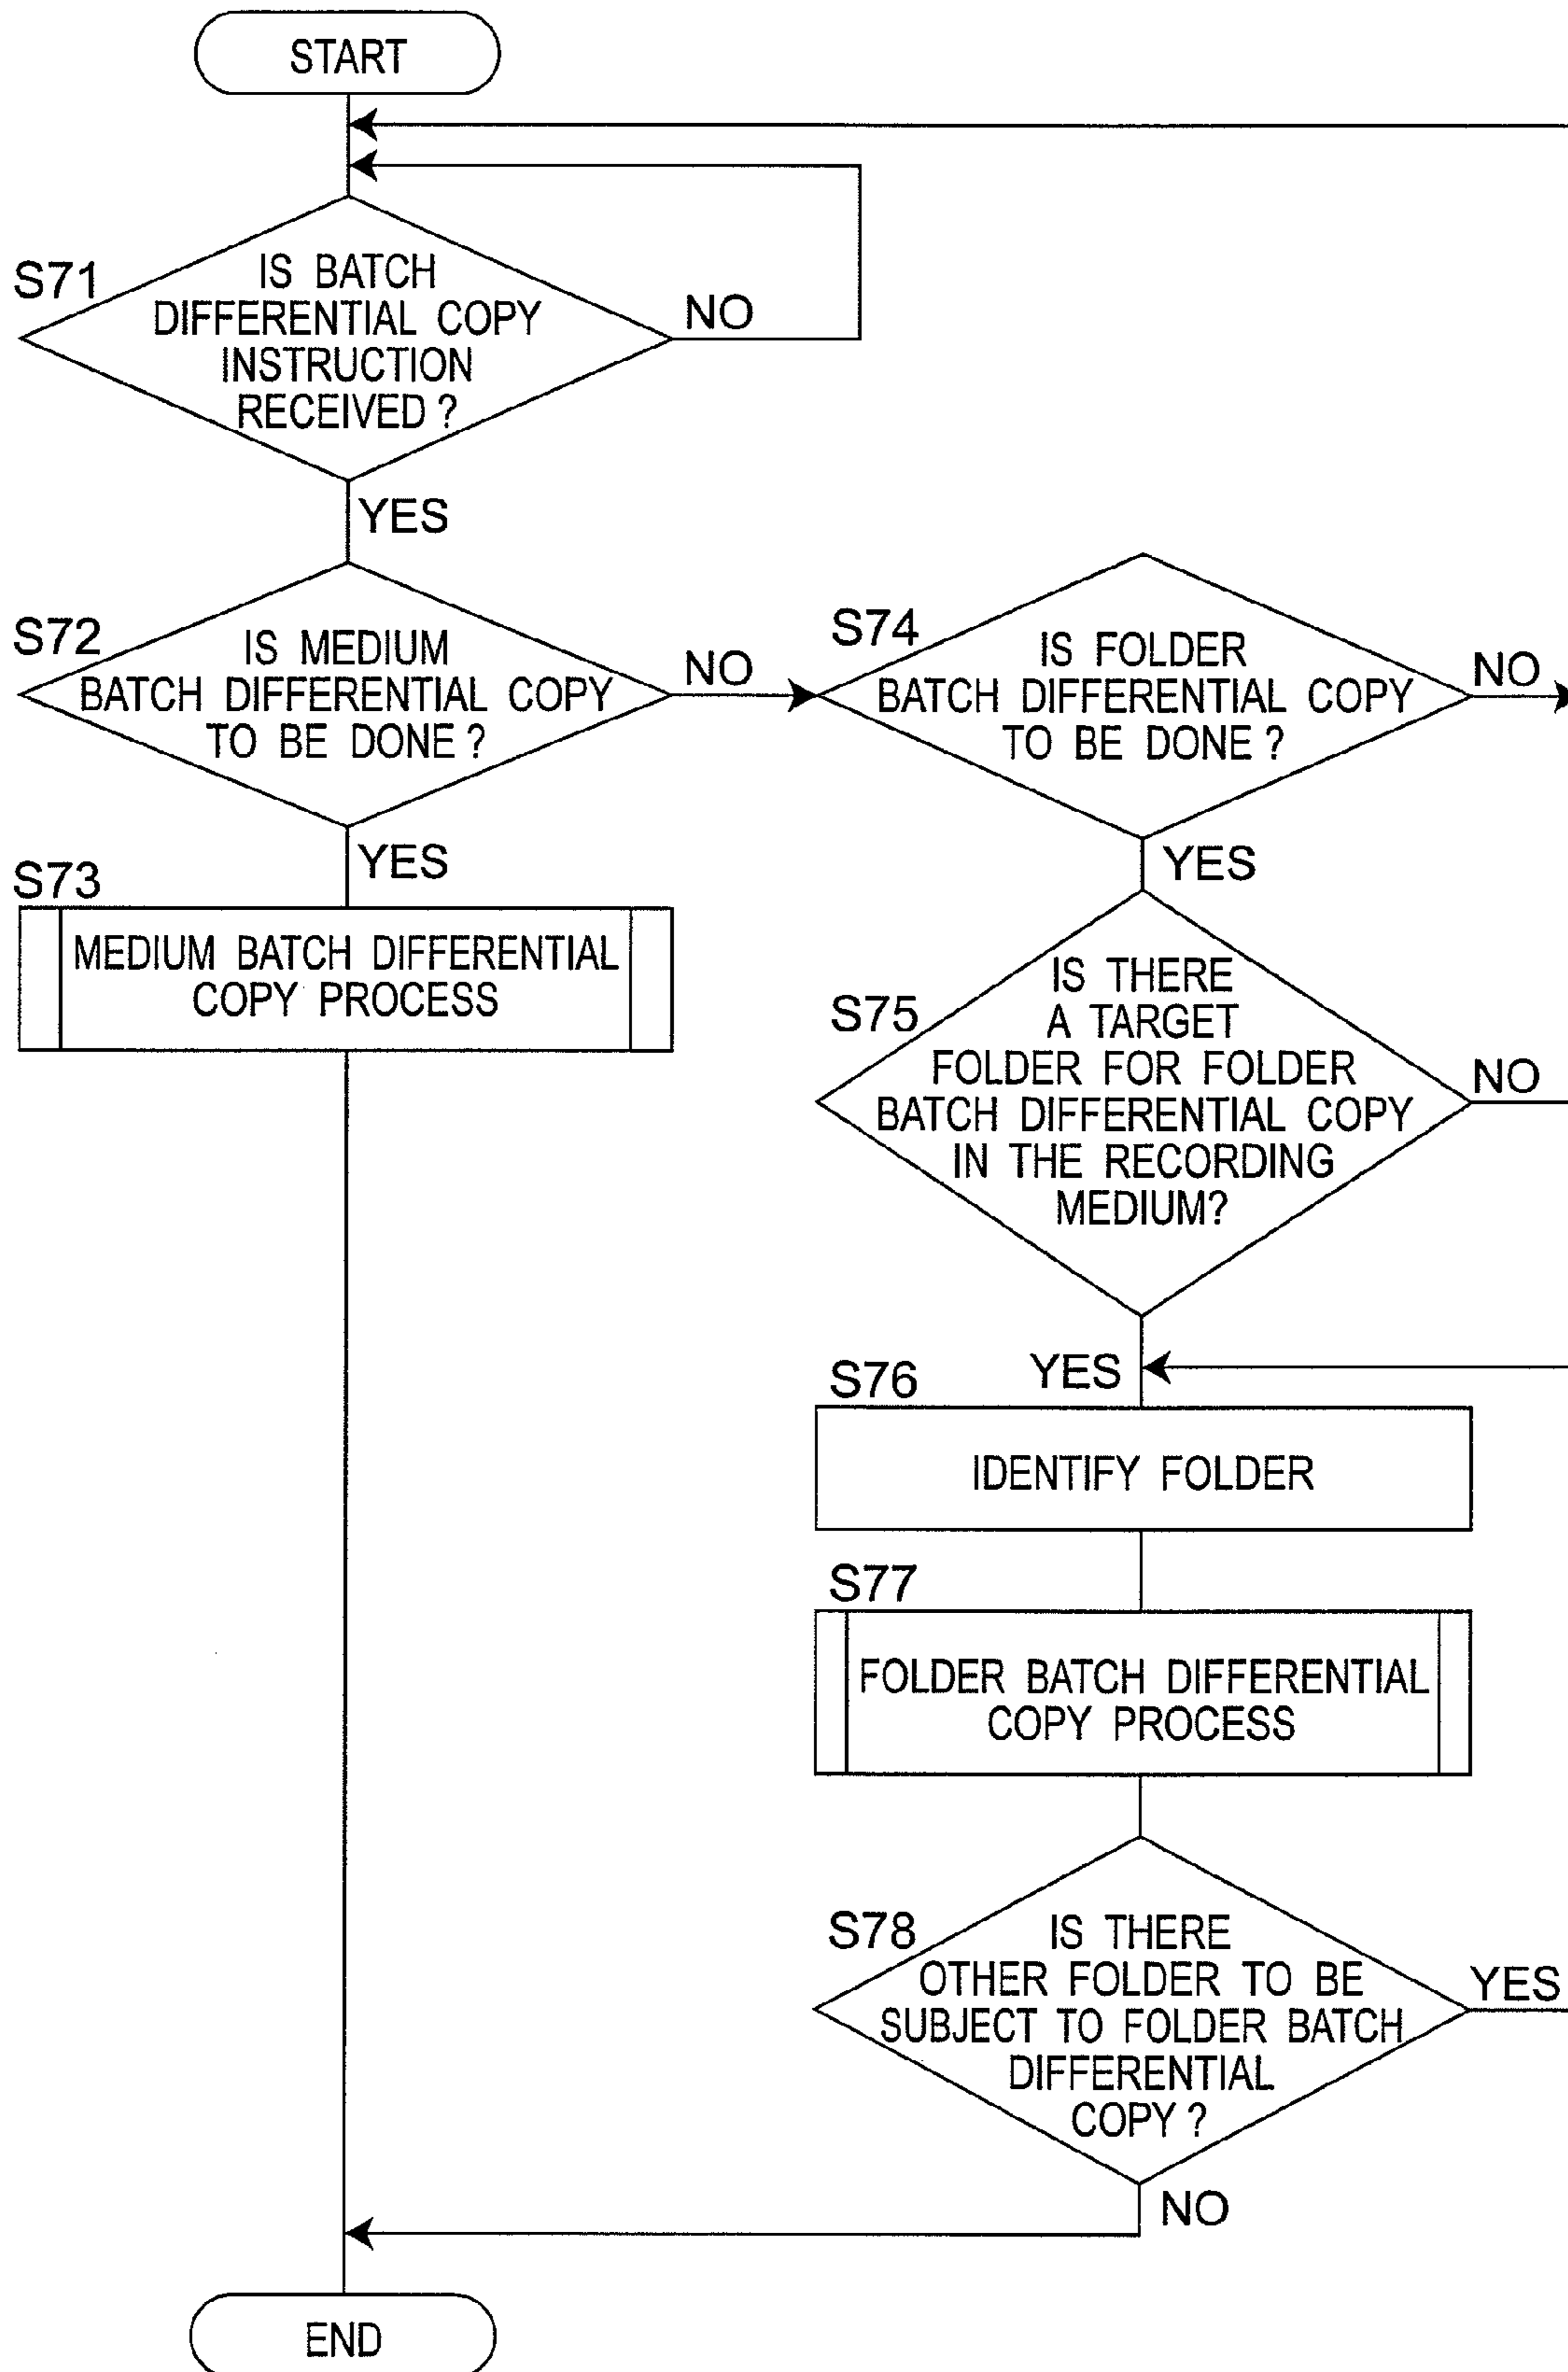 START
S71
IS BATCH
DIFFERENTIAL COPY
INSTRUCTION
RECEIVED ?
NO
YES
S72
IS MEDIUM
BATCH DIFFERENTIAL COPY
TO BE DONE ?
NO
S74
IS FOLDER
BATCH DIFFERENTIAL COPY
TO BE DONE ?
NO
YES
S73
MEDIUM BATCH DIFFERENTIAL
COPY PROCESS
YES
S75
IS THERE
A TARGET
FOLDER FOR FOLDER
BATCH DIFFERENTIAL COPY
IN THE RECORDING
MEDIUM?
NO
YES
S76
IDENTIFY FOLDER
S77
FOLDER BATCH DIFFERENTIAL
COPY PROCESS
S78
IS THERE
OTHER FOLDER TO BE
SUBJECT TO FOLDER BATCH
DIFFERENTIAL
COPY ?
YES
NO
END